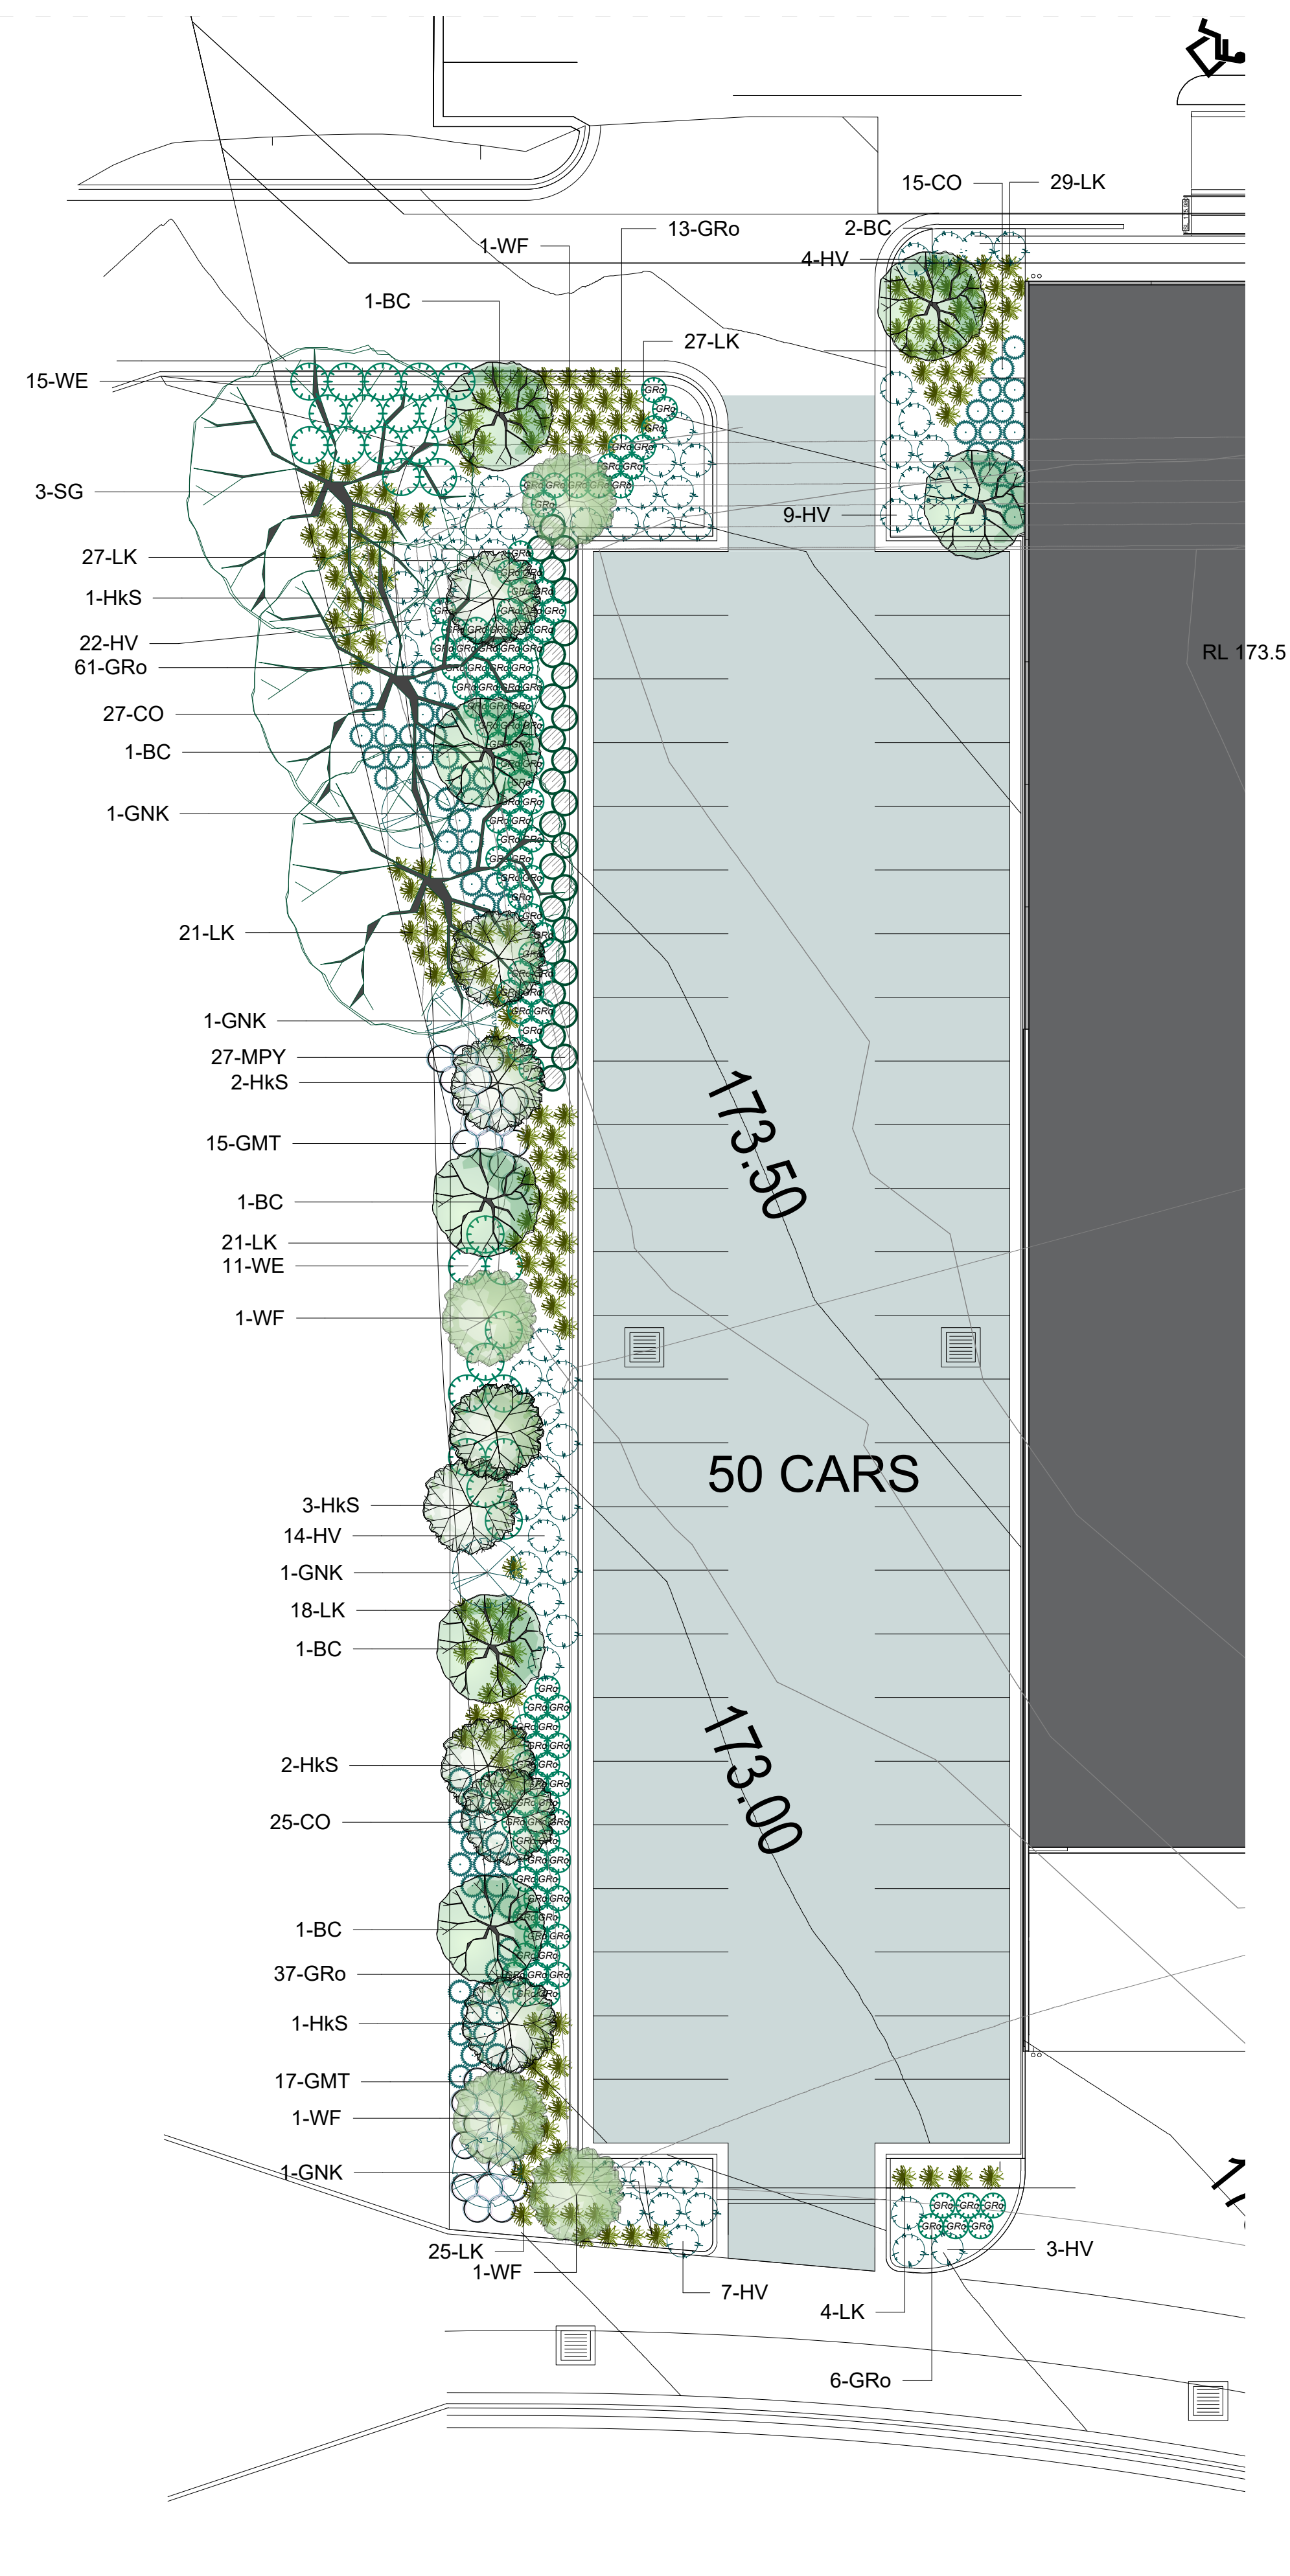 15-CO
29-LK
2-BC
13-GRo
1-WF
4-HV
1-BC
27-LK
15-WE
3-SG
9-HV
27-LK
1-HkS
22-HV
61-GRo
RL 173.5
27-CO
1-BC
1-GNK
21-LK
1-GNK
27-MPY
2-HkS
173.50
15-GMT
1-BC
21-LK
11-WE
1-WF
50 CARS
3-HkS
14-HV
1-GNK
18-LK
1-BC
173.00
2-HkS
25-CO
1-BC
37-GRo
1-HkS
17-GMT
1-WF
1-GNK
25-LK
1-WF
3-HV
7-HV
4-LK
6-GRo